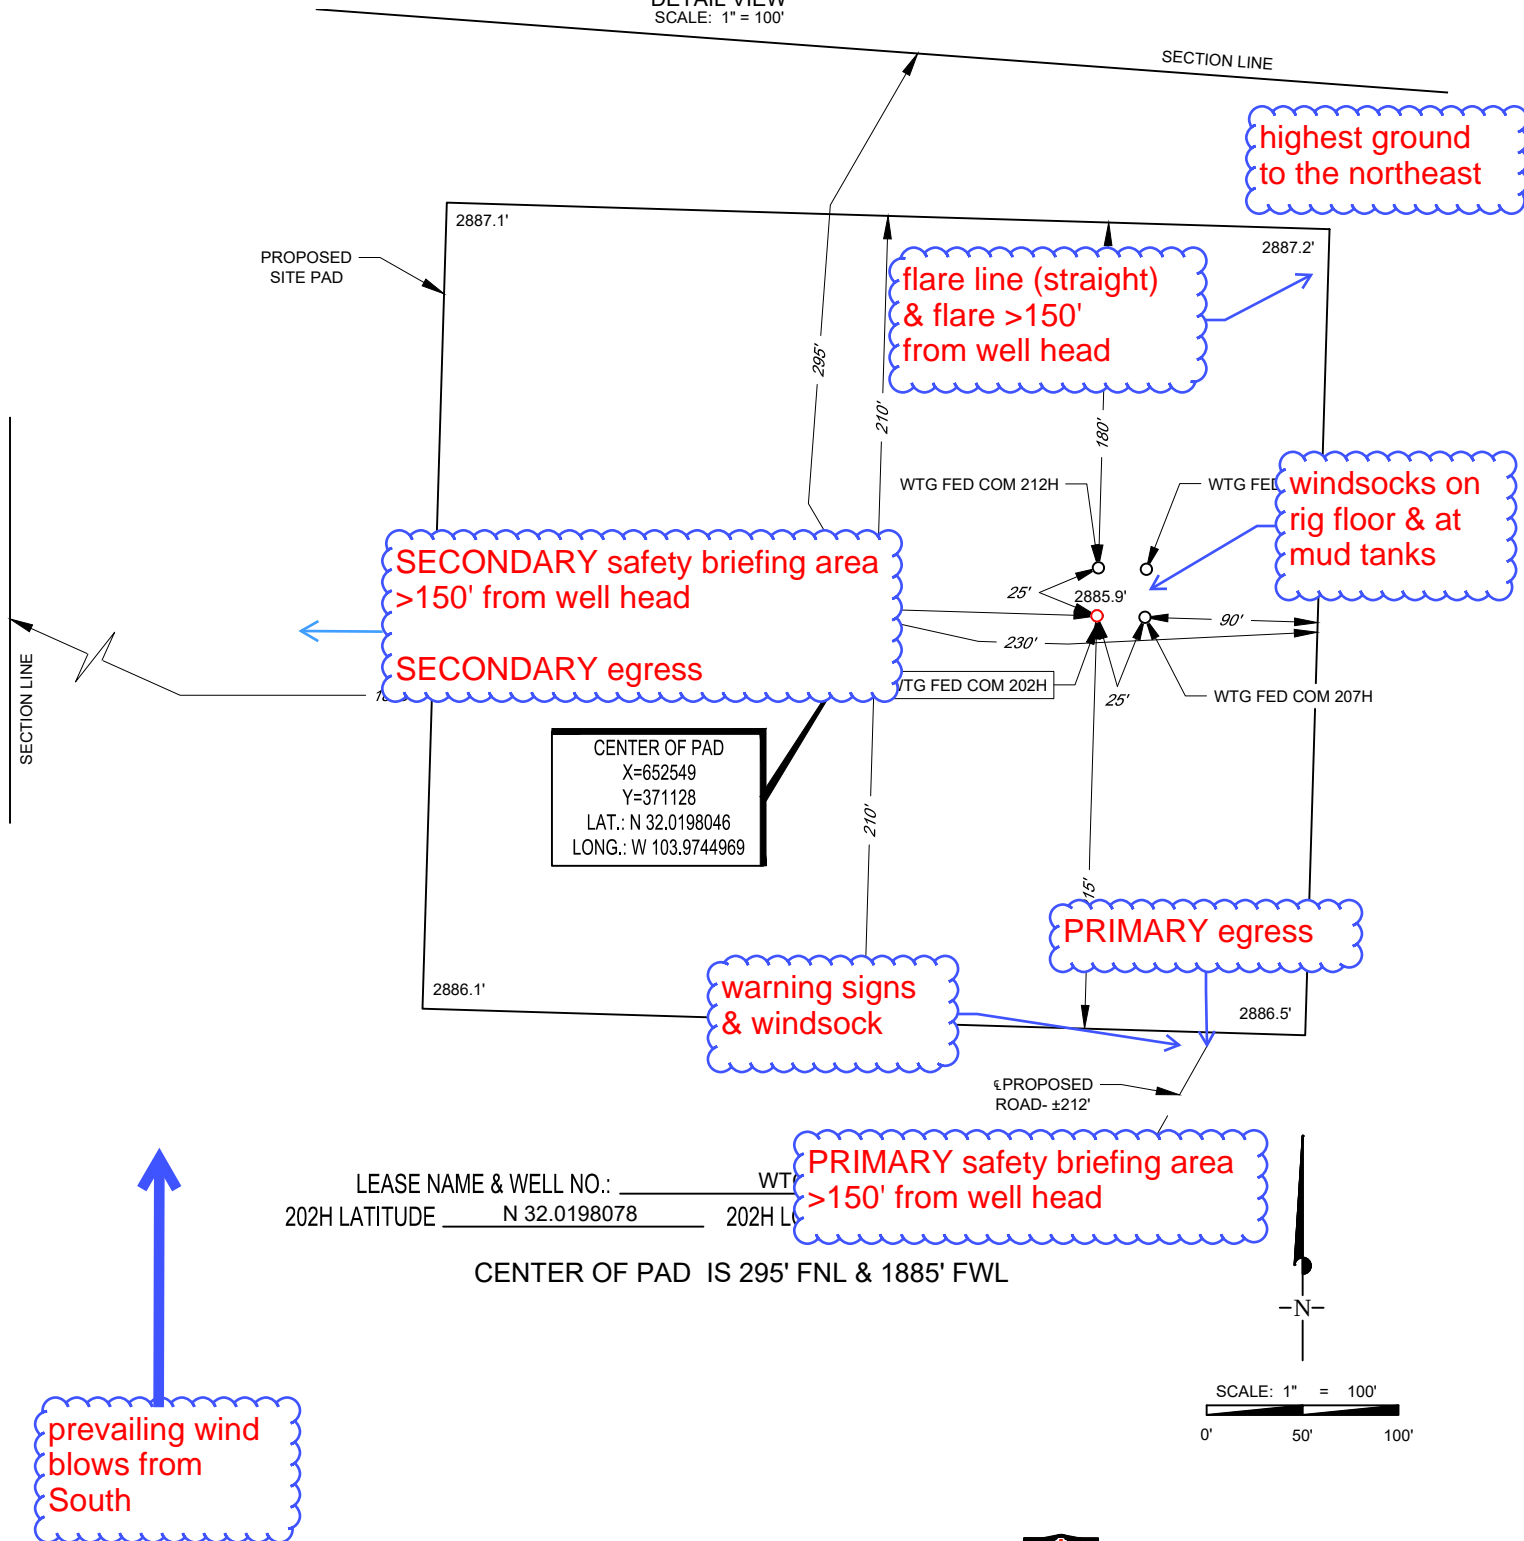 DETAIL VIEW
SCALE: 1" = 100'
SECTION LINE
highest ground
to the northeast
2887.1'
2887.2'
PROPOSED
SITE PAD
flare line (straight)
& flare >150'
from well head
295'
210'
180'
WTG FED COM 212H
WTG FED
windsocks on
rig floor & at
mud tanks
SECONDARY safety briefing area
>150' from well head
SECONDARY egress
25'
2885.9'
90'
230'
WTG FED COM 202H
25'
WTG FED COM 207H
SECTION LINE
CENTER OF PAD
X=652549
Y=371128
LAT.: N 32.0198046
LONG.: W 103.9744969
210'
15'
PRIMARY egress
warning signs
& windsock
2886.1'
2886.5'
℄PROPOSED
ROAD- ±212'
PRIMARY safety briefing area
>150' from well head
LEASE NAME & WELL NO.:
202H LATITUDE N 32.0198078 202H
CENTER OF PAD IS 295' FNL & 1885' FWL
-N-
SCALE: 1" = 100'
0' 50' 100'
prevailing wind
blows from
South